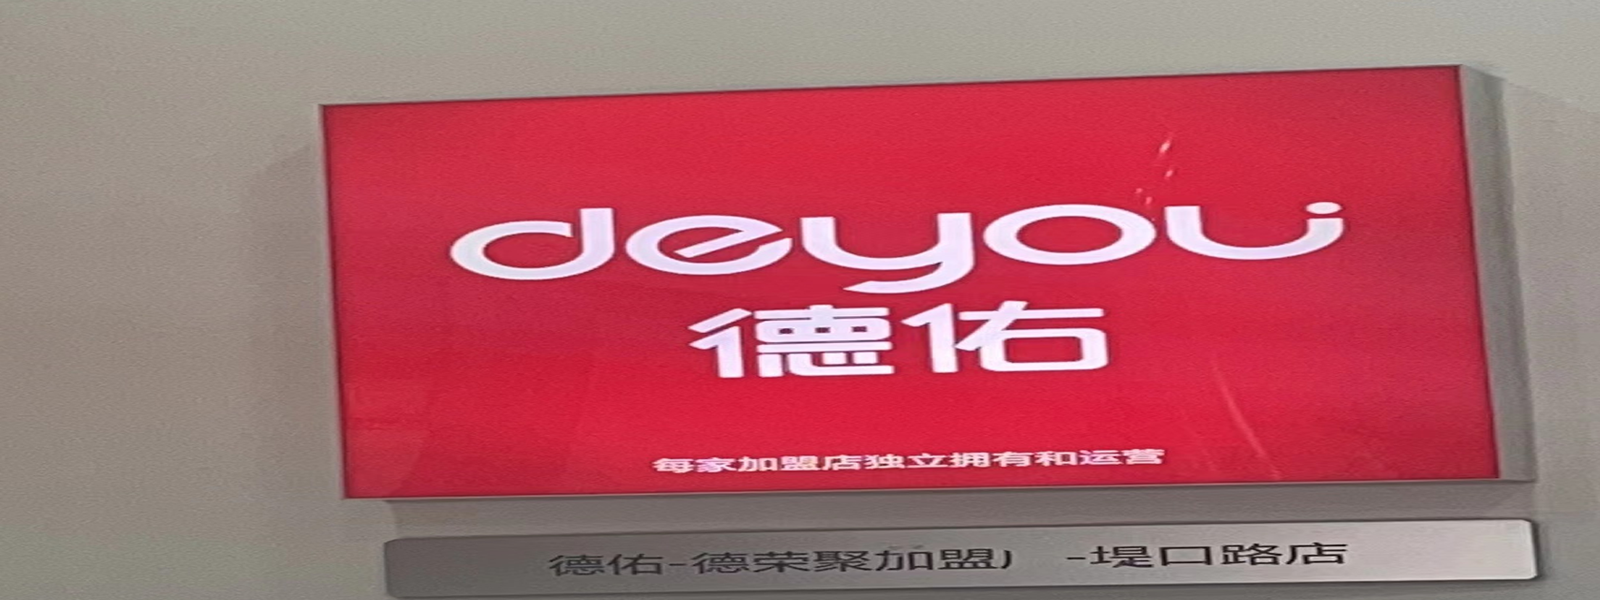 deyou
德佑
每家加盟店独立拥有和运营
德佑-德荣聚加盟 -堤口路店